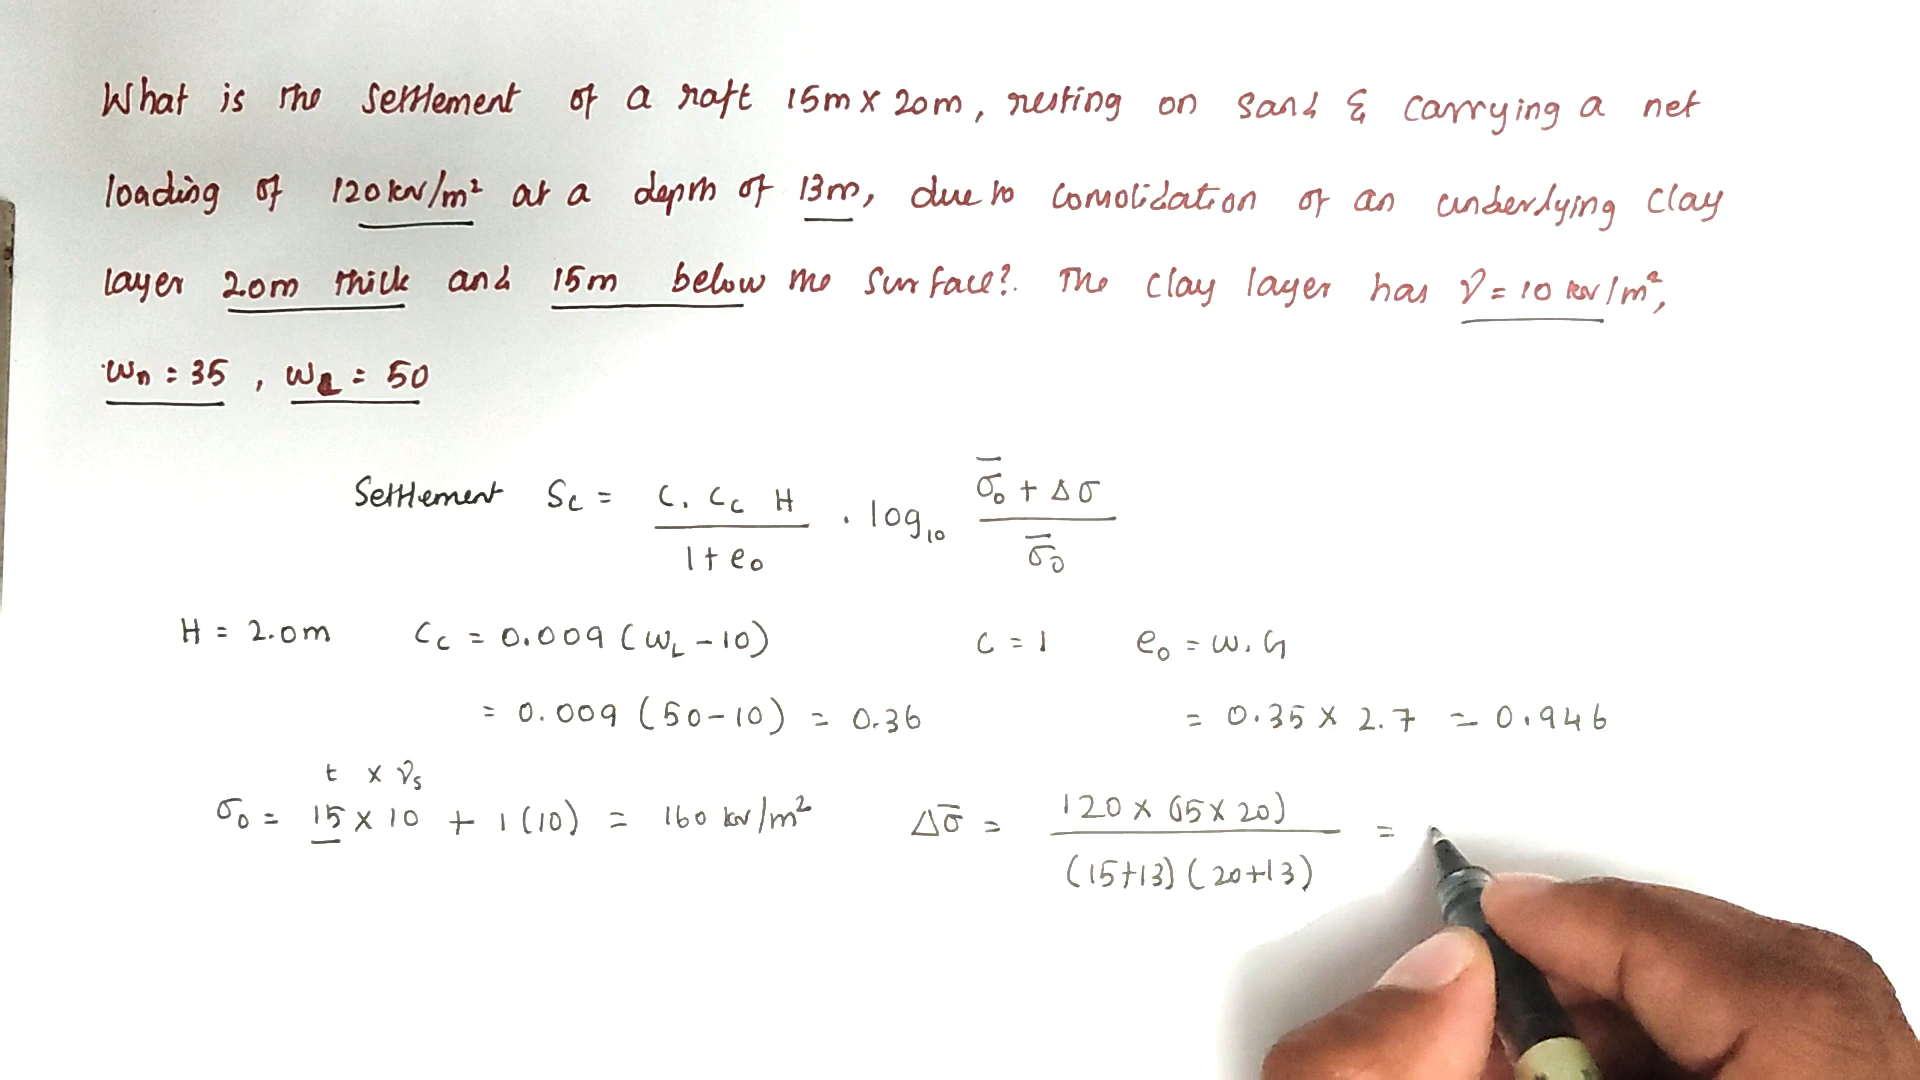 What is the settlement of a raft 15m x 20m, resting on sand & carrying a net
loading of 120 kN/m² at a depth of 13m, due to consolidation of an underlying clay
layer 2.0m thick and 15m below the surface?. The clay layer has γ = 10 kN/m²,
wn = 35, wL = 50
Settlement Sc = C. Cc H / 1+e₀ . log₁₀ σ̄₀ + Δσ / σ̄₀
H = 2.0m Cc = 0.009 (wL - 10) C = 1 e₀ = w.G
= 0.009 (50-10) = 0.36 = 0.35 x 2.7 = 0.946
t x γs
σ₀ = 15 x 10 + 1(10) = 160 kN/m² Δσ̄ = 120 x (15 x 20) / (15+13) (20+13) =